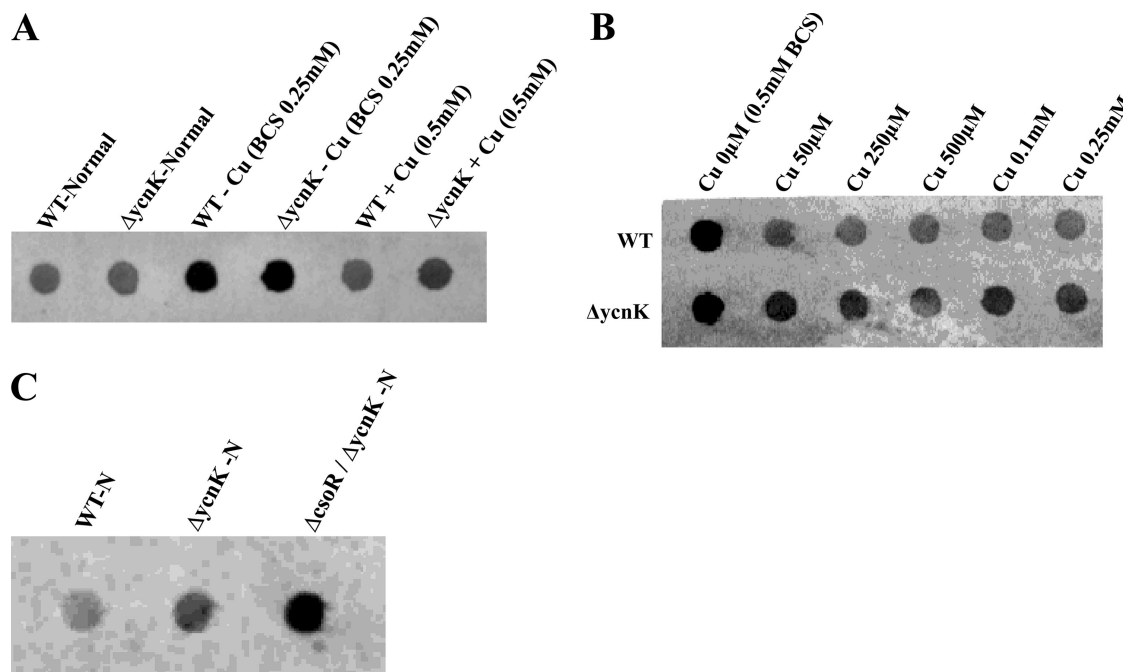 A
WT-Normal
ΔycnK-Normal
WT - Cu (BCS 0.25mM)
ΔycnK - Cu (BCS 0.25mM)
WT + Cu (0.5mM)
ΔycnK + Cu (0.5mM)
B
Cu 0μM (0.5mM BCS)
Cu 50μM
Cu 250μM
Cu 500μM
Cu 0.1mM
Cu 0.25mM
WT
ΔycnK
C
WT-N
ΔycnK -N
ΔcsoR / ΔycnK -N